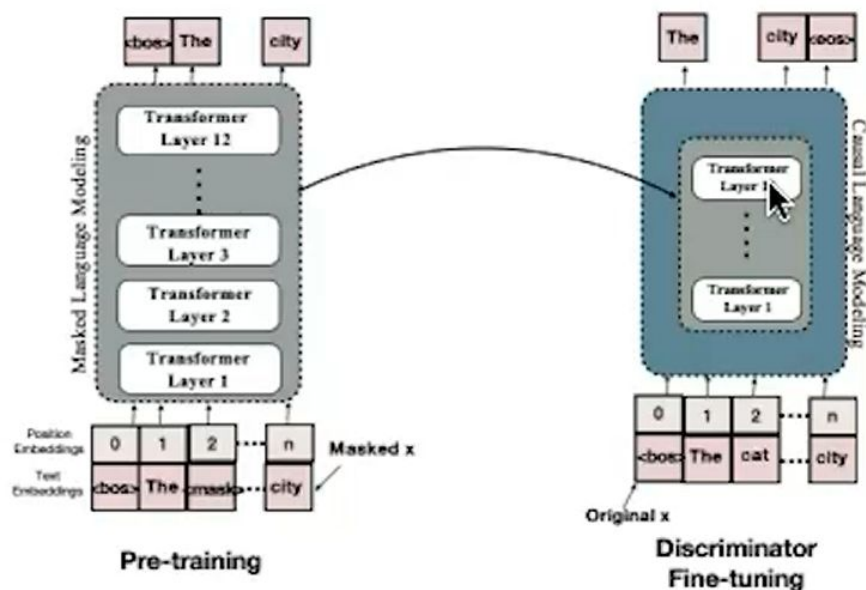 <bos> The city
Masked Language Modeling
Transformer
Layer 12
Transformer
Layer 3
Transformer
Layer 2
Transformer
Layer 1
Position
Embeddings
0 1 2 n
Text
Embeddings
<bos> The <mask> city
Masked x
Pre-training
The city <eos>
Causal Language Modeling
Transformer
Layer
Transformer
Layer 1
0 1 2 n
<bos> The cat city
Original x
Discriminator
Fine-tuning